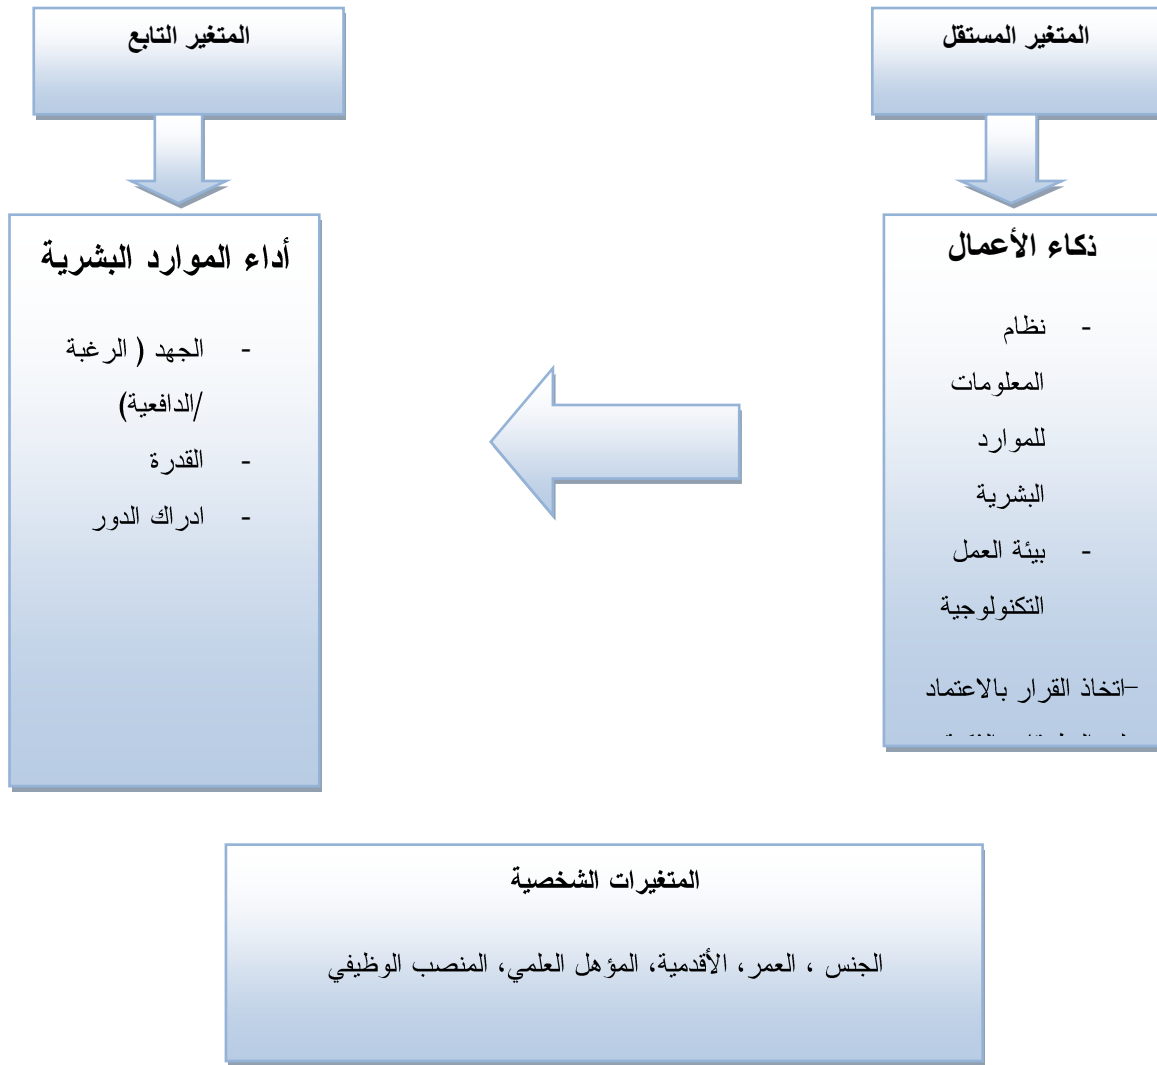 المتغير المستقل
المتغير التابع
ذكاء الأعمال
- نظام
المعلومات
للموارد
البشرية
- بيئة العمل
التكنولوجية
–اتخاذ القرار بالاعتماد
أداء الموارد البشرية
- الجهد ( الرغبة
/الدافعية)
- القدرة
- ادراك الدور
المتغيرات الشخصية
الجنس ، العمر، الأقدمية، المؤهل العلمي، المنصب الوظيفي